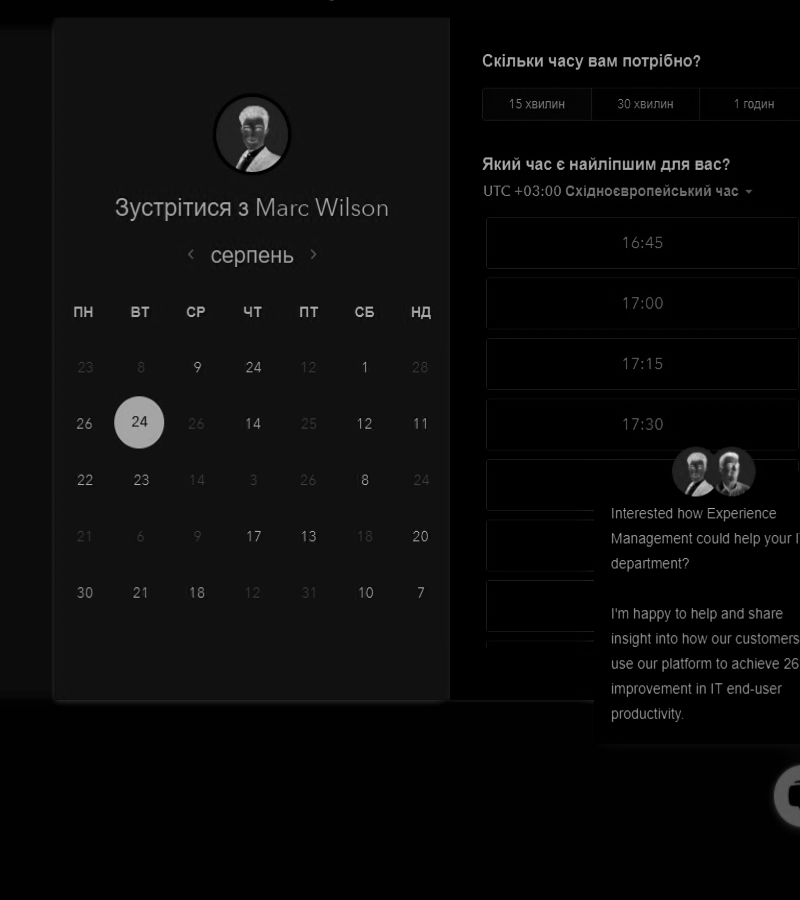 Зустрітися з Marc Wilson
серпень
ПН ВТ СР ЧТ ПТ СБ НД
23 8 9 24 12 1 28
26 24 26 14 25 12 11
22 23 14 3 26 8 24
21 6 9 17 13 18 20
30 21 18 12 31 10 7
Скільки часу вам потрібно?
15 хвилин 30 хвилин 1 годин
Який час є найліпшим для вас?
UTC +03:00 Східноєвропейський час
16:45
17:00
17:15
17:30
Interested how Experience
Management could help your
department?
I'm happy to help and share
insight into how our customers
use our platform to achieve 26
improvement in IT end-user
productivity.